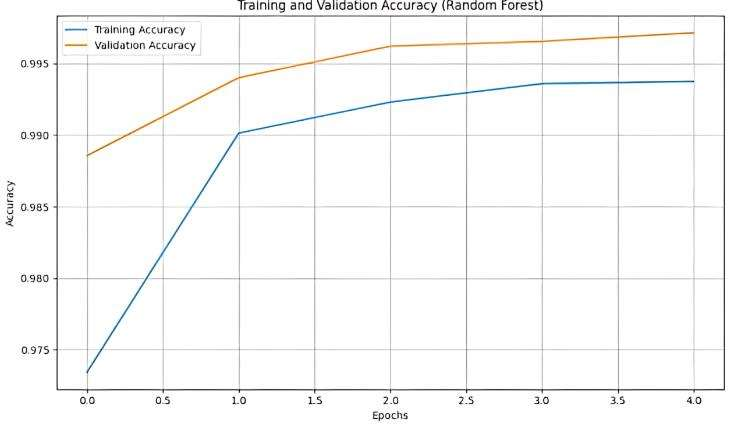 Training and Validation Accuracy (Random Forest)
Training Accuracy
Validation Accuracy
0.995
0.990
0.985
0.980
0.975
Accuracy
0.0 0.5 1.0 1.5 2.0 2.5 3.0 3.5 4.0
Epochs